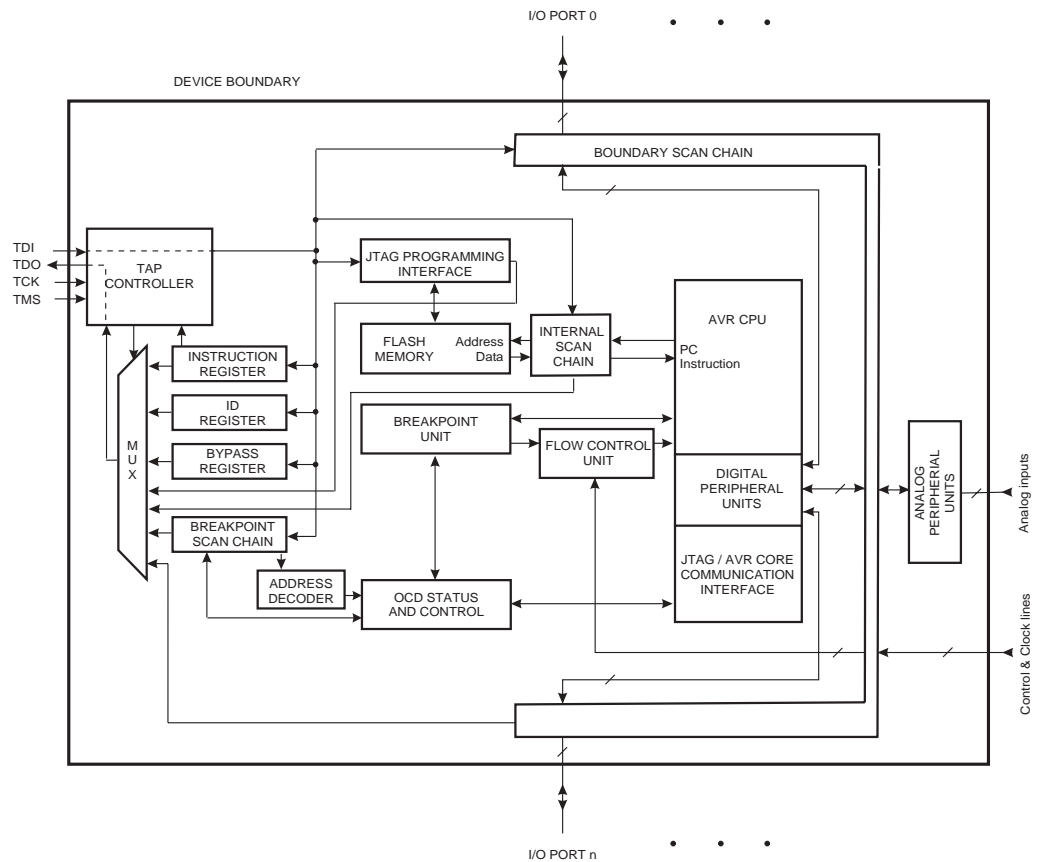 I/O PORT 0
DEVICE BOUNDARY
BOUNDARY SCAN CHAIN
TDI
TDO
TCK
TMS
TAP
CONTROLLER
JTAG PROGRAMMING
INTERFACE
AVR CPU
FLASH
MEMORY
Address
Data
INTERNAL
SCAN
CHAIN
PC
Instruction
INSTRUCTION
REGISTER
ID
REGISTER
BYPASS
REGISTER
M
U
X
BREAKPOINT
UNIT
FLOW CONTROL
UNIT
DIGITAL
PERIPHERAL
UNITS
ANALOG
PERIPHERIAL
UNITS
Analog inputs
BREAKPOINT
SCAN CHAIN
ADDRESS
DECODER
OCD STATUS
AND CONTROL
JTAG / AVR CORE
COMMUNICATION
INTERFACE
Control & Clock lines
I/O PORT n